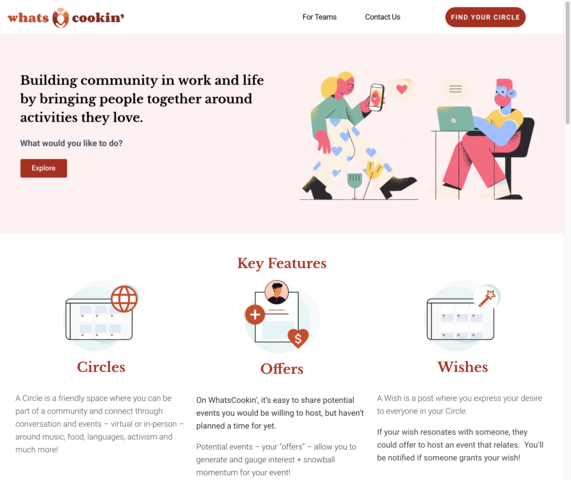 whats cookin’
For Teams
Contact Us
FIND YOUR CIRCLE
Building community in work and life
by bringing people together around
activities they love.
What would you like to do?
Explore
Key Features
$
Circles
Offers
Wishes
A Circle is a friendly space where you can be
part of a community and connect through
conversation and events – virtual or in-person –
around music, food, languages, activism and
much more!
On WhatsCookin’, it’s easy to share potential
events you would be willing to host, but haven’t
planned a time for yet.
Potential events – your “offers” – allow you to
generate and gauge interest + snowball
momentum for your event!
A Wish is a post where you express your desire
to everyone in your Circle.
If your wish resonates with someone, they
could offer to host an event that relates.  You’ll
be notified if someone grants your wish!